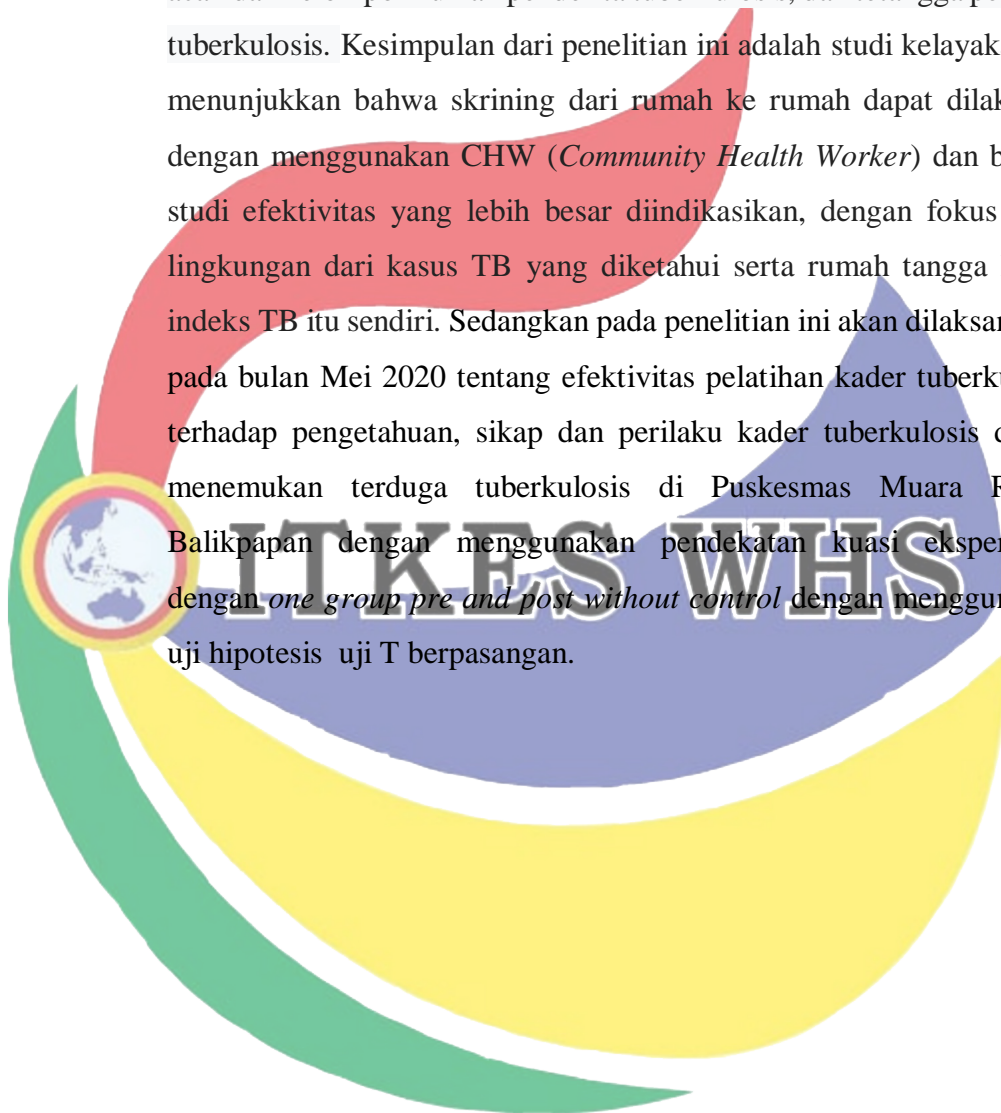 tuberkulosis. Kesimpulan dari penelitian ini adalah studi kelayak
menunjukkan bahwa skrining dari rumah ke rumah dapat dilak
dengan menggunakan CHW (Community Health Worker) dan b
studi efektivitas yang lebih besar diindikasikan, dengan fokus
lingkungan dari kasus TB yang diketahui serta rumah tangga
indeks TB itu sendiri. Sedangkan pada penelitian ini akan dilaksan
pada bulan Mei 2020 tentang efektivitas pelatihan kader tuberku
terhadap pengetahuan, sikap dan perilaku kader tuberkulosis d
menemukan terduga tuberkulosis di Puskesmas Muara R
Balikpapan dengan menggunakan pendekatan kuasi eksper
dengan one group pre and post without control dengan menggun
uji hipotesis uji T berpasangan.
ITKES WHS